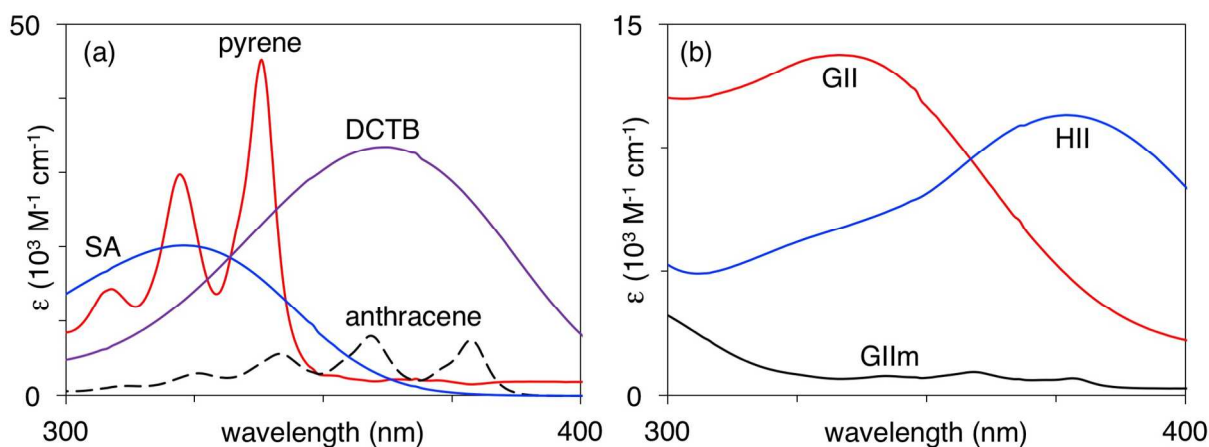 50
(a)
pyrene
DCTB
SA
anthracene
ε (10³ M⁻¹ cm⁻¹)
0
300
wavelength (nm)
400
15
(b)
GII
HII
GIIm
ε (10³ M⁻¹ cm⁻¹)
0
300
wavelength (nm)
400